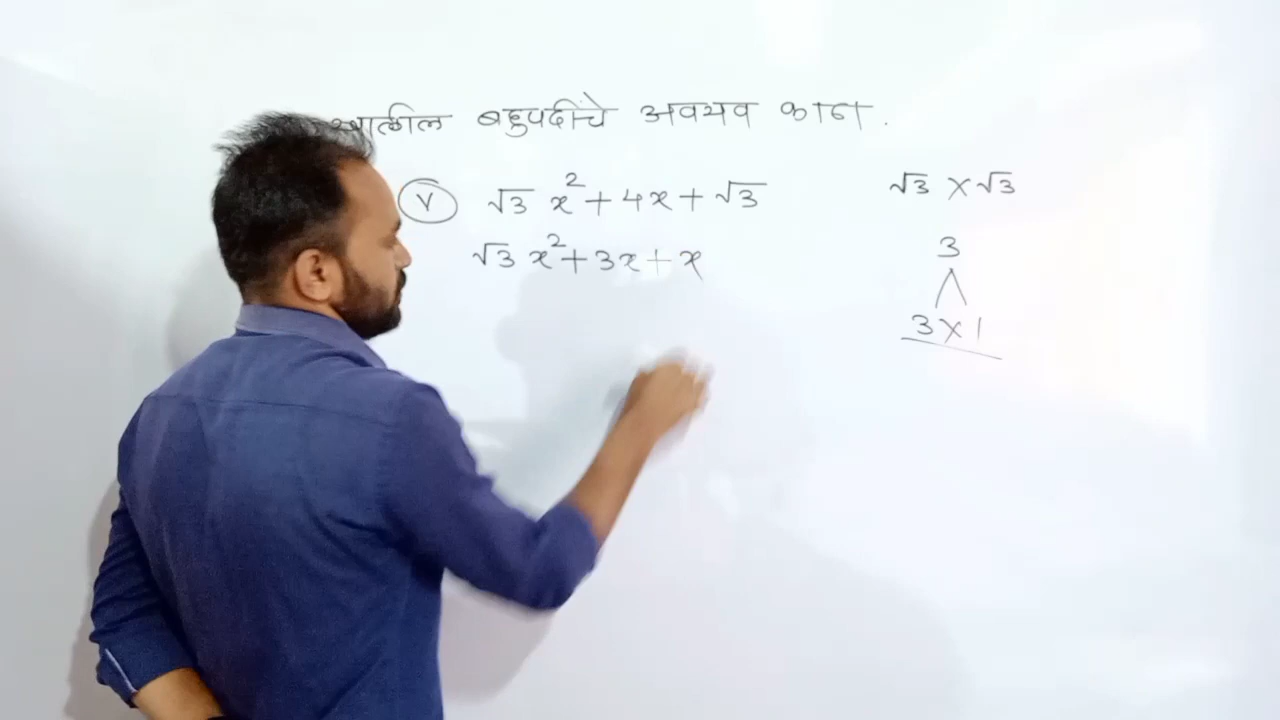 बहुपदींचे अवयव काढा.
(v) √3 x² + 4x + √3
√3 x² + 3x + x
√3 × √3
3
3 × 1